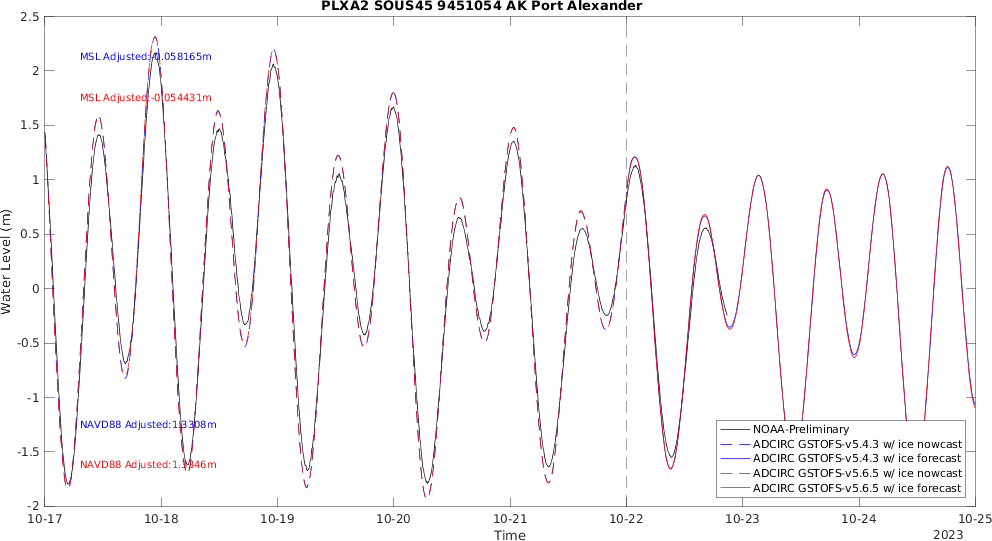 PLXA2 SOUS45 9451054 AK Port Alexander
2.5
MSL Adjusted:-0.058165m
2
MSL Adjusted:-0.054431m
1.5
1
0.5
Water Level (m)
0
-0.5
-1
NAVD88 Adjusted:1.3308m
NAVD88 Adjusted:1.3346m
-1.5
-2
NOAA-Preliminary
ADCIRC GSTOFS-v5.4.3 w/ ice nowcast
ADCIRC GSTOFS-v5.4.3 w/ ice forecast
ADCIRC GSTOFS-v5.6.5 w/ ice nowcast
ADCIRC GSTOFS-v5.6.5 w/ ice forecast
10-17 10-18 10-19 10-20 10-21 10-22 10-23 10-24 10-25
Time
2023